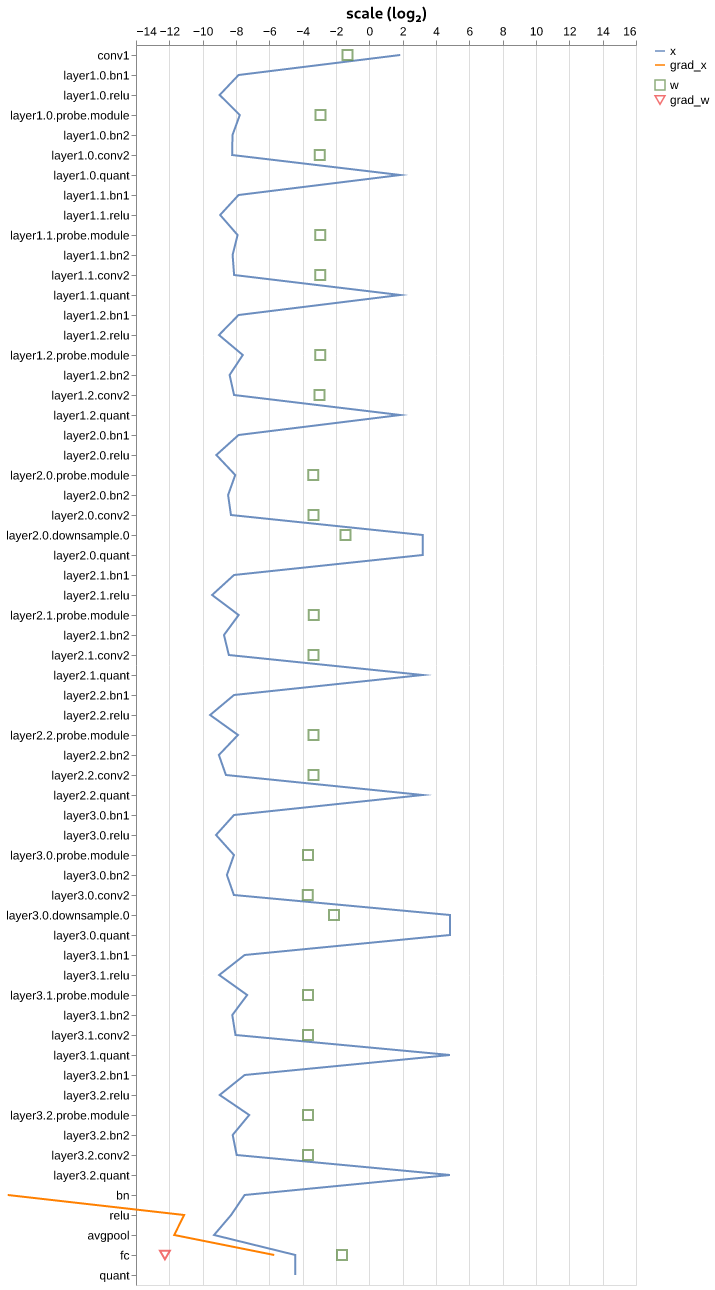 scale (log₂)
−14 −12 −10 −8 −6 −4 −2 0 2 4 6 8 10 12 14 16
x
grad_x
w
grad_w
conv1
layer1.0.bn1
layer1.0.relu
layer1.0.probe.module
layer1.0.bn2
layer1.0.conv2
layer1.0.quant
layer1.1.bn1
layer1.1.relu
layer1.1.probe.module
layer1.1.bn2
layer1.1.conv2
layer1.1.quant
layer1.2.bn1
layer1.2.relu
layer1.2.probe.module
layer1.2.bn2
layer1.2.conv2
layer1.2.quant
layer2.0.bn1
layer2.0.relu
layer2.0.probe.module
layer2.0.bn2
layer2.0.conv2
layer2.0.downsample.0
layer2.0.quant
layer2.1.bn1
layer2.1.relu
layer2.1.probe.module
layer2.1.bn2
layer2.1.conv2
layer2.1.quant
layer2.2.bn1
layer2.2.relu
layer2.2.probe.module
layer2.2.bn2
layer2.2.conv2
layer2.2.quant
layer3.0.bn1
layer3.0.relu
layer3.0.probe.module
layer3.0.bn2
layer3.0.conv2
layer3.0.downsample.0
layer3.0.quant
layer3.1.bn1
layer3.1.relu
layer3.1.probe.module
layer3.1.bn2
layer3.1.conv2
layer3.1.quant
layer3.2.bn1
layer3.2.relu
layer3.2.probe.module
layer3.2.bn2
layer3.2.conv2
layer3.2.quant
bn
relu
avgpool
fc
quant